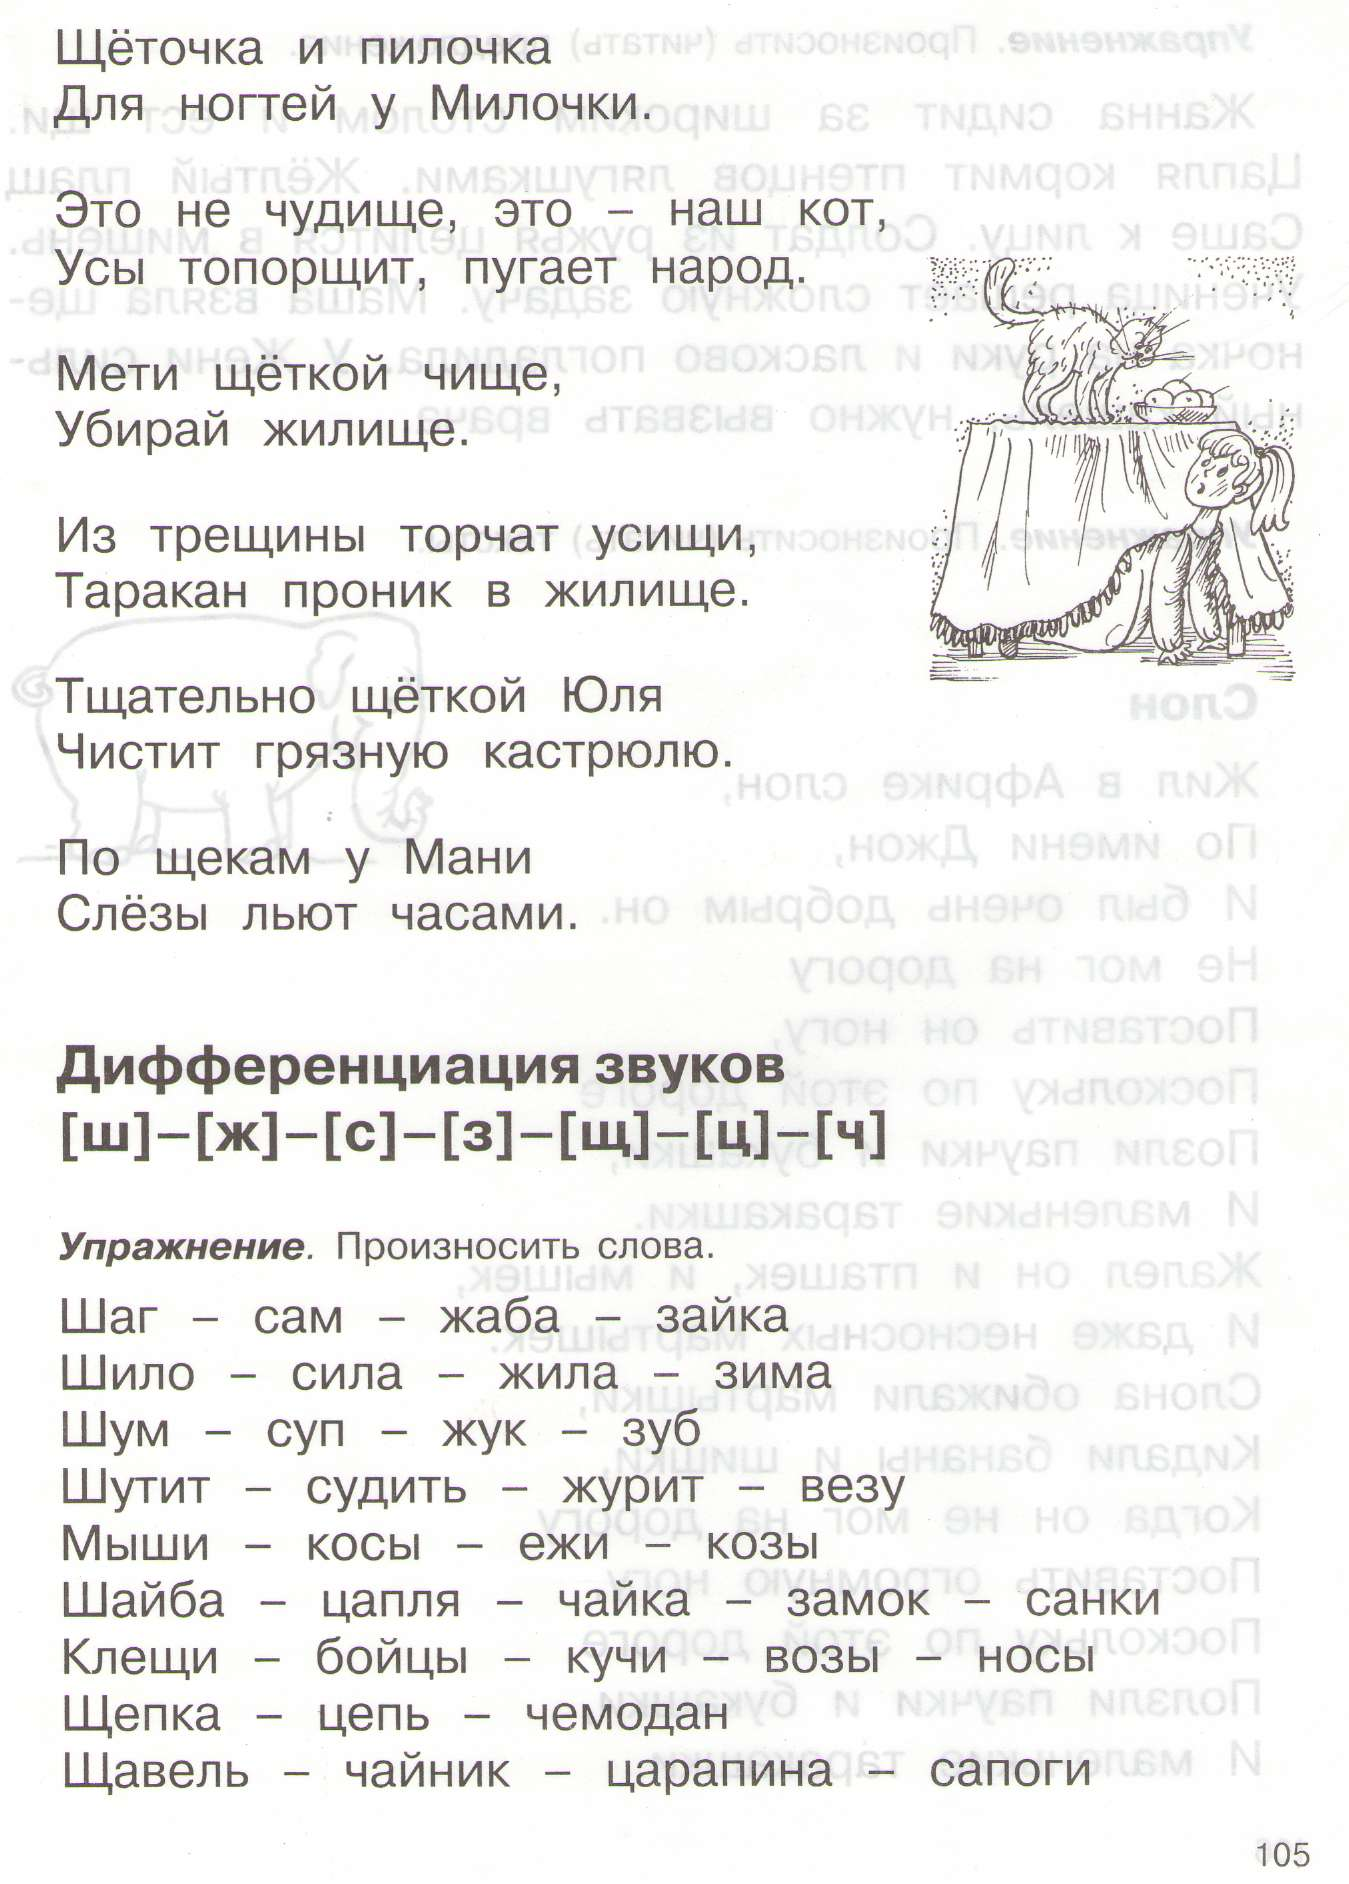 Щёточка и пилочка
Для ногтей у Милочки.
Это не чудище, это – наш кот,
Усы топорщит, пугает народ.
Мети щёткой чище,
Убирай жилище.
Из трещины торчат усищи,
Таракан проник в жилище.
Тщательно щёткой Юля
Чистит грязную кастрюлю.
По щекам у Мани
Слёзы льют часами.
Дифференциация звуков
[ш]–[ж]–[с]–[з]–[щ]–[ц]–[ч]
Упражнение. Произносить слова.
Шаг – сам – жаба – зайка
Шило – сила – жила – зима
Шум – суп – жук – зуб
Шутит – судить – журит – везу
Мыши – косы – ежи – козы
Шайба – цапля – чайка – замок – санки
Клещи – бойцы – кучи – возы – носы
Щепка – цепь – чемодан
Щавель – чайник – царапина – сапоги
105